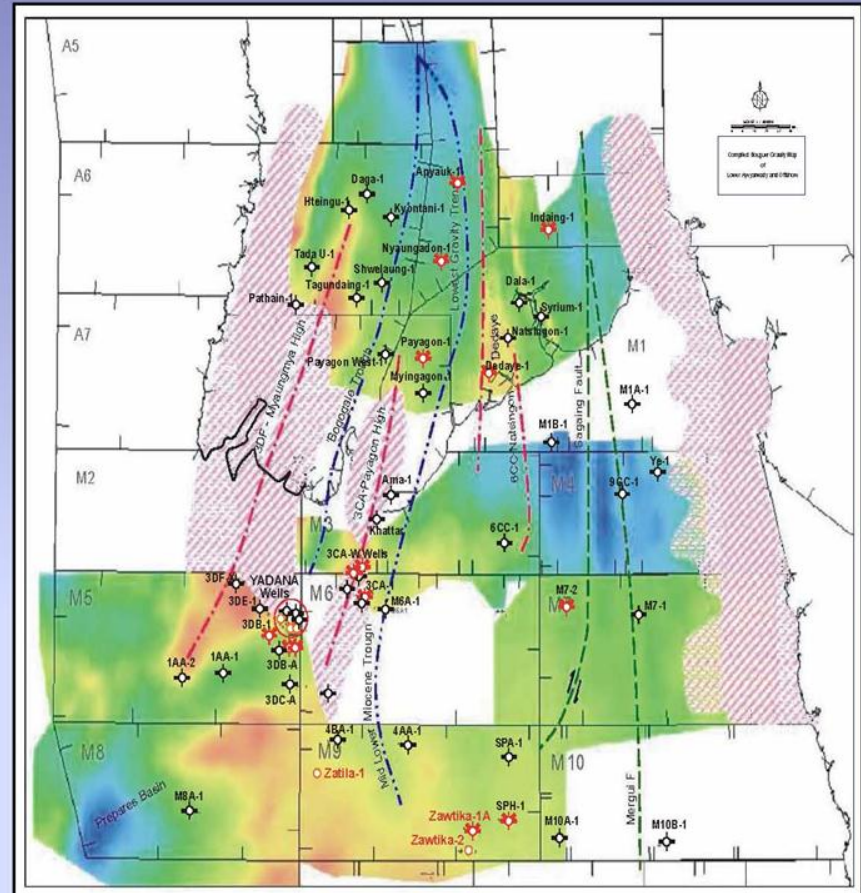 A5
A6
Daga-1
Apyauk-1
Hteingu-1
Kyontani-1
Indaing-1
Lowest Gravity Trend
Nyaungadon-1
Tada U-1
Shwelaung-1
Tagundaing-1
Dala-1
Pathain-1
Syrium-1
A7
Natsingon-1
Payagon-1
M1
Payagon West-1
Dedaye
Dedaye-1
Myingagon-1
3DF - Myaungmya High
Bogogale Trough
Sagaing Fault
M1A-1
3CA-Payagon High
6CC-Natsingon
M1B-1
M2
Ye-1
M4
9CC-1
Ama-1
M3
Khattar
6CC-1
3CA-W Wells
3DF-1
YADANA
Wells
M5
M6
3CA-1
M7-2
3DE-1
M6A-1
M7-1
3DB-1
1AA-2
1AA-1
3DB-A
3DC-A
Mid Lower Miocene Trough
4BA-1
4AA-1
M8
M9
SPA-1
M10
Zatila-1
Prepares Basin
M8A-1
SPH-1
Zawtika-1A
Mergui F
Zawtika-2
M10A-1
M10B-1
Compiled Bouguer Gravity Map
of